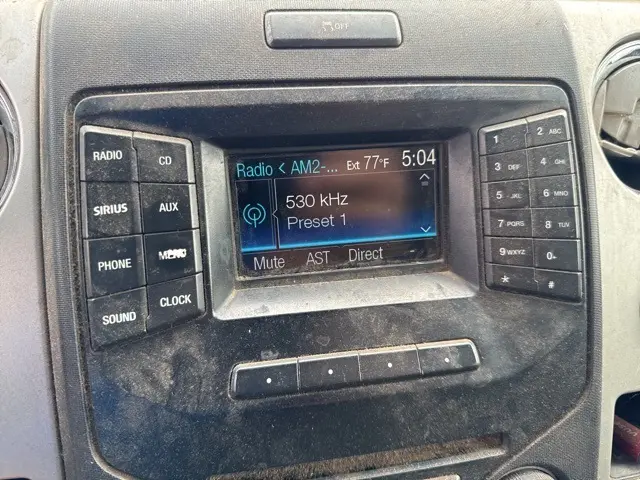 OFF
RADIO
CD
SIRIUS
AUX
PHONE
MENU
SOUND
CLOCK
Radio < AM2-... Ext 77°F 5:04
530 kHz
Preset 1
Mute AST Direct
1
2 ABC
3 DEF
4 GHI
5 JKL
6 MNO
7 PQRS
8 TUV
9 WXYZ
0-
*
#